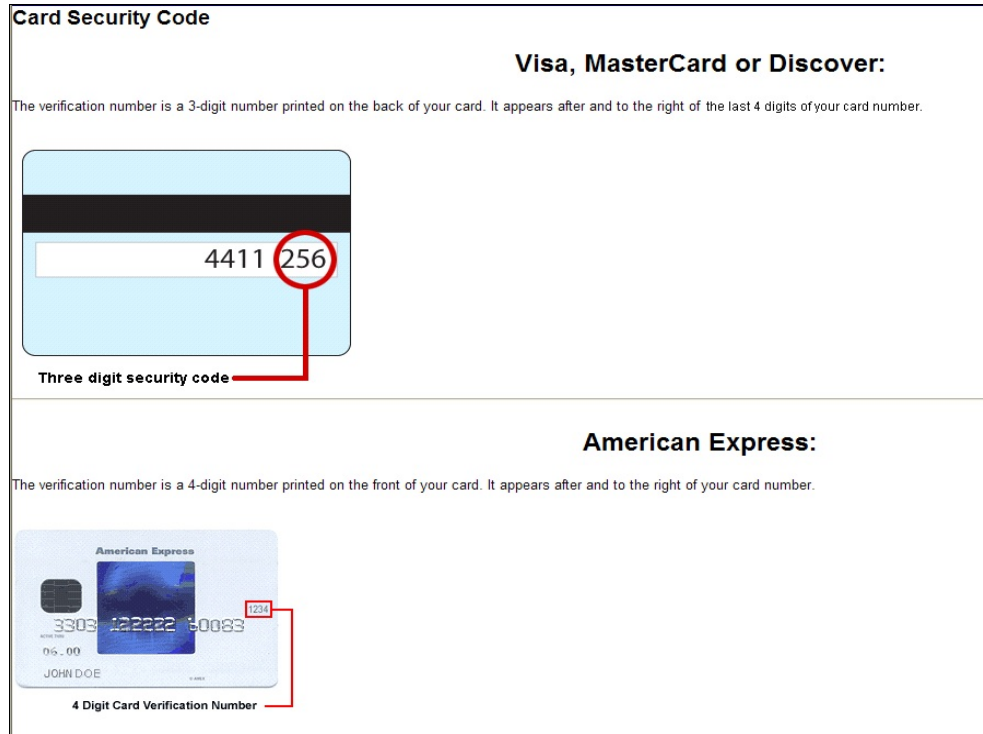 Card Security Code
Visa, MasterCard or Discover:
The verification number is a 3-digit number printed on the back of your card. It appears after and to the right of the last 4 digits of your card number.
4411 256
Three digit security code
American Express:
The verification number is a 4-digit number printed on the front of your card. It appears after and to the right of your card number.
American Express
1234
3303 122222 10083
06.00
JOHN DOE
4 Digit Card Verification Number